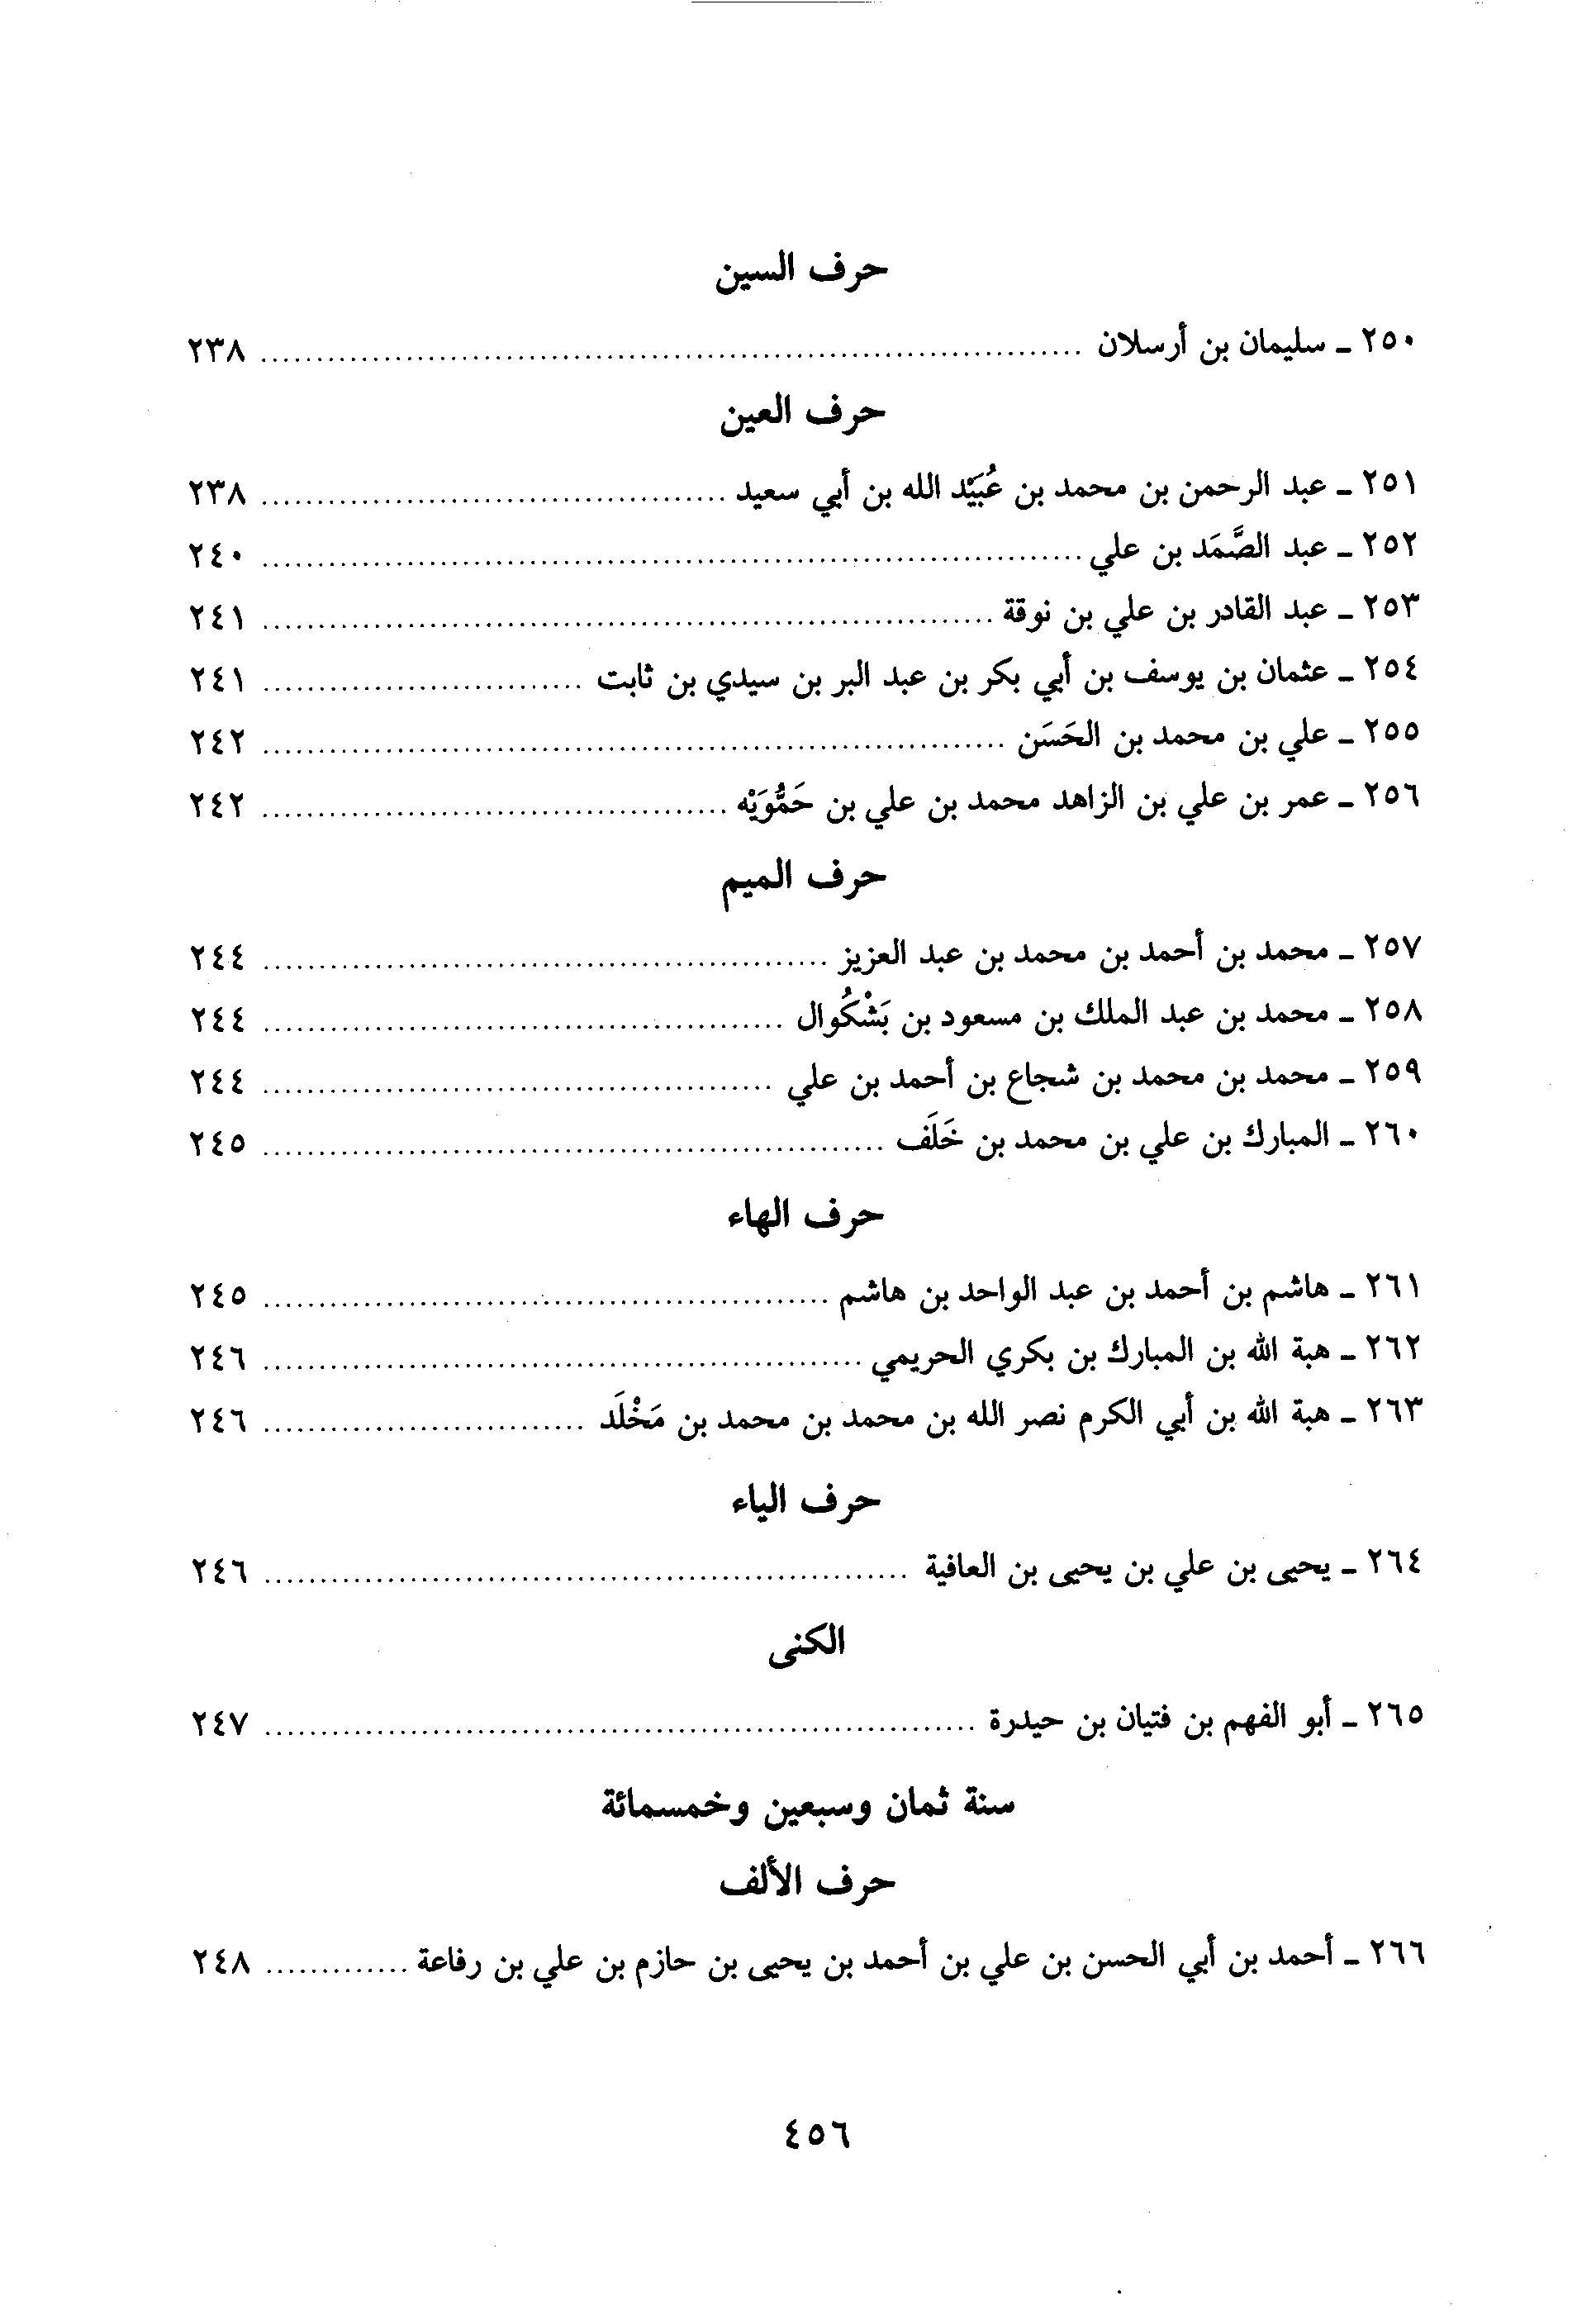 حرف السين
٢٥٠ ـ سليمان بن أرسلان ........ ٢٣٨
حرف العين
٢٥١ ـ عبد الرحمن بن محمد بن عُبَيْد الله بن أبي سعيد ........ ٢٣٨
٢٥٢ ـ عبد الصَّمَد بن علي ........ ٢٤٠
٢٥٣ ـ عبد القادر بن علي بن نوقة ........ ٢٤١
٢٥٤ ـ عثمان بن يوسف بن أبي بكر بن عبد البر بن سيدي بن ثابت ........ ٢٤١
٢٥٥ ـ علي بن محمد بن الحَسَن ........ ٢٤٢
٢٥٦ ـ عمر بن علي بن الزاهد محمد بن علي بن حَمُّوَيْه ........ ٢٤٢
حرف الميم
٢٥٧ ـ محمد بن أحمد بن محمد بن عبد العزيز ........ ٢٤٤
٢٥٨ ـ محمد بن عبد الملك بن مسعود بن بَشْكُوال ........ ٢٤٤
٢٥٩ ـ محمد بن محمد بن شجاع بن أحمد بن علي ........ ٢٤٤
٢٦٠ ـ المبارك بن علي بن محمد بن خَلَف ........ ٢٤٥
حرف الهاء
٢٦١ ـ هاشم بن أحمد بن عبد الواحد بن هاشم ........ ٢٤٥
٢٦٢ ـ هبة الله بن المبارك بن بكري الحريمي ........ ٢٤٦
٢٦٣ ـ هبة الله بن أبي الكرم نصر الله بن محمد بن محمد بن مَخْلَد ........ ٢٤٦
حرف الياء
٢٦٤ ـ يحيى بن علي بن يحيى بن العافية ........ ٢٤٦
الكنى
٢٦٥ ـ أبو الفهم بن فتيان بن حيدرة ........ ٢٤٧
سنة ثمان وسبعين وخمسمائة
حرف الألف
٢٦٦ ـ أحمد بن أبي الحسن بن علي بن أحمد بن يحيى بن حازم بن علي بن رفاعة ........ ٢٤٨
٤٥٦